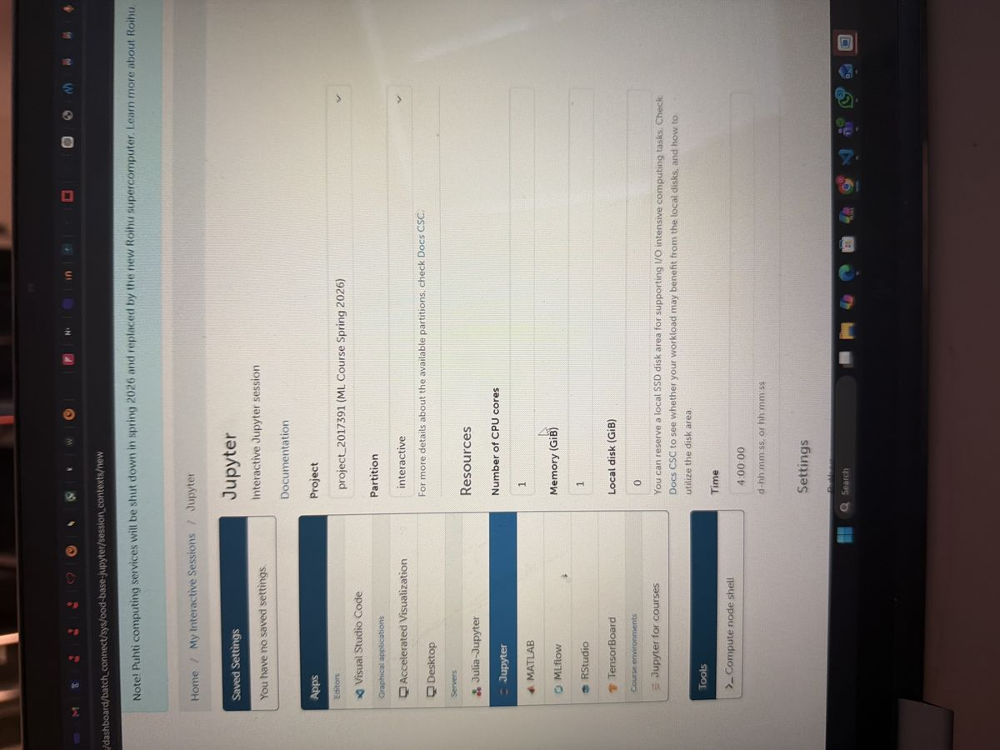 /dashboard/batch_connect/sys/ood-base-jupyter/session_contexts/new
Note! Puhti computing services will be shut down in spring 2026 and replaced by the new Roihu supercomputer. Learn more about Roihu.
Home / My Interactive Sessions / Jupyter
Saved Settings
You have no saved settings.
Apps
Editors
Visual Studio Code
Graphical applications
Accelerated Visualization
Desktop
Servers
Julia-Jupyter
Jupyter
MATLAB
MLflow
RStudio
TensorBoard
Course environments
Jupyter for courses
Tools
>_ Compute node shell
Jupyter
Interactive Jupyter session
Documentation
Project
project_2017391 (ML Course Spring 2026)
Partition
interactive
For more details about the available partitions, check Docs CSC.
Resources
Number of CPU cores
1
Memory (GiB)
1
Local disk (GiB)
0
You can reserve a local SSD disk area for supporting I/O intensive computing tasks. Check
Docs CSC to see whether your workload may benefit from the local disks, and how to
utilize the disk area.
Time
4:00:00
d-hh:mm:ss, or hh:mm:ss
Settings
Search